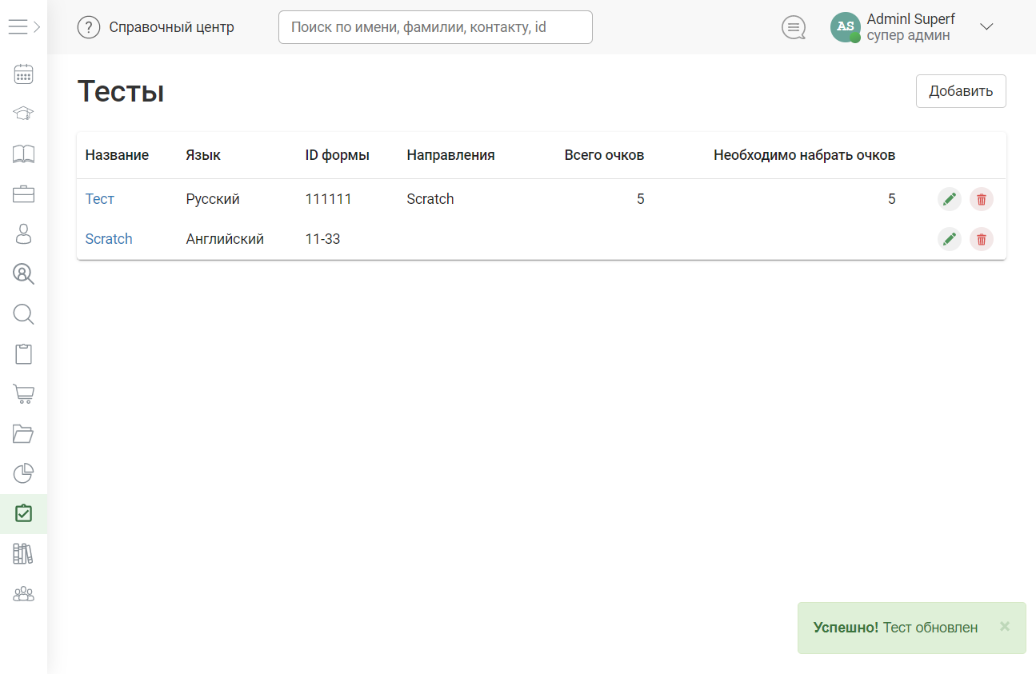 ? Справочный центр
Поиск по имени, фамилии, контакту, id
AS
AdminI Superf
супер админ
Тесты
Добавить
Название Язык ID формы Направления Всего очков Необходимо набрать очков
Тест Русский 111111 Scratch 5 5
Scratch Английский 11-33
Успешно! Тест обновлен ×